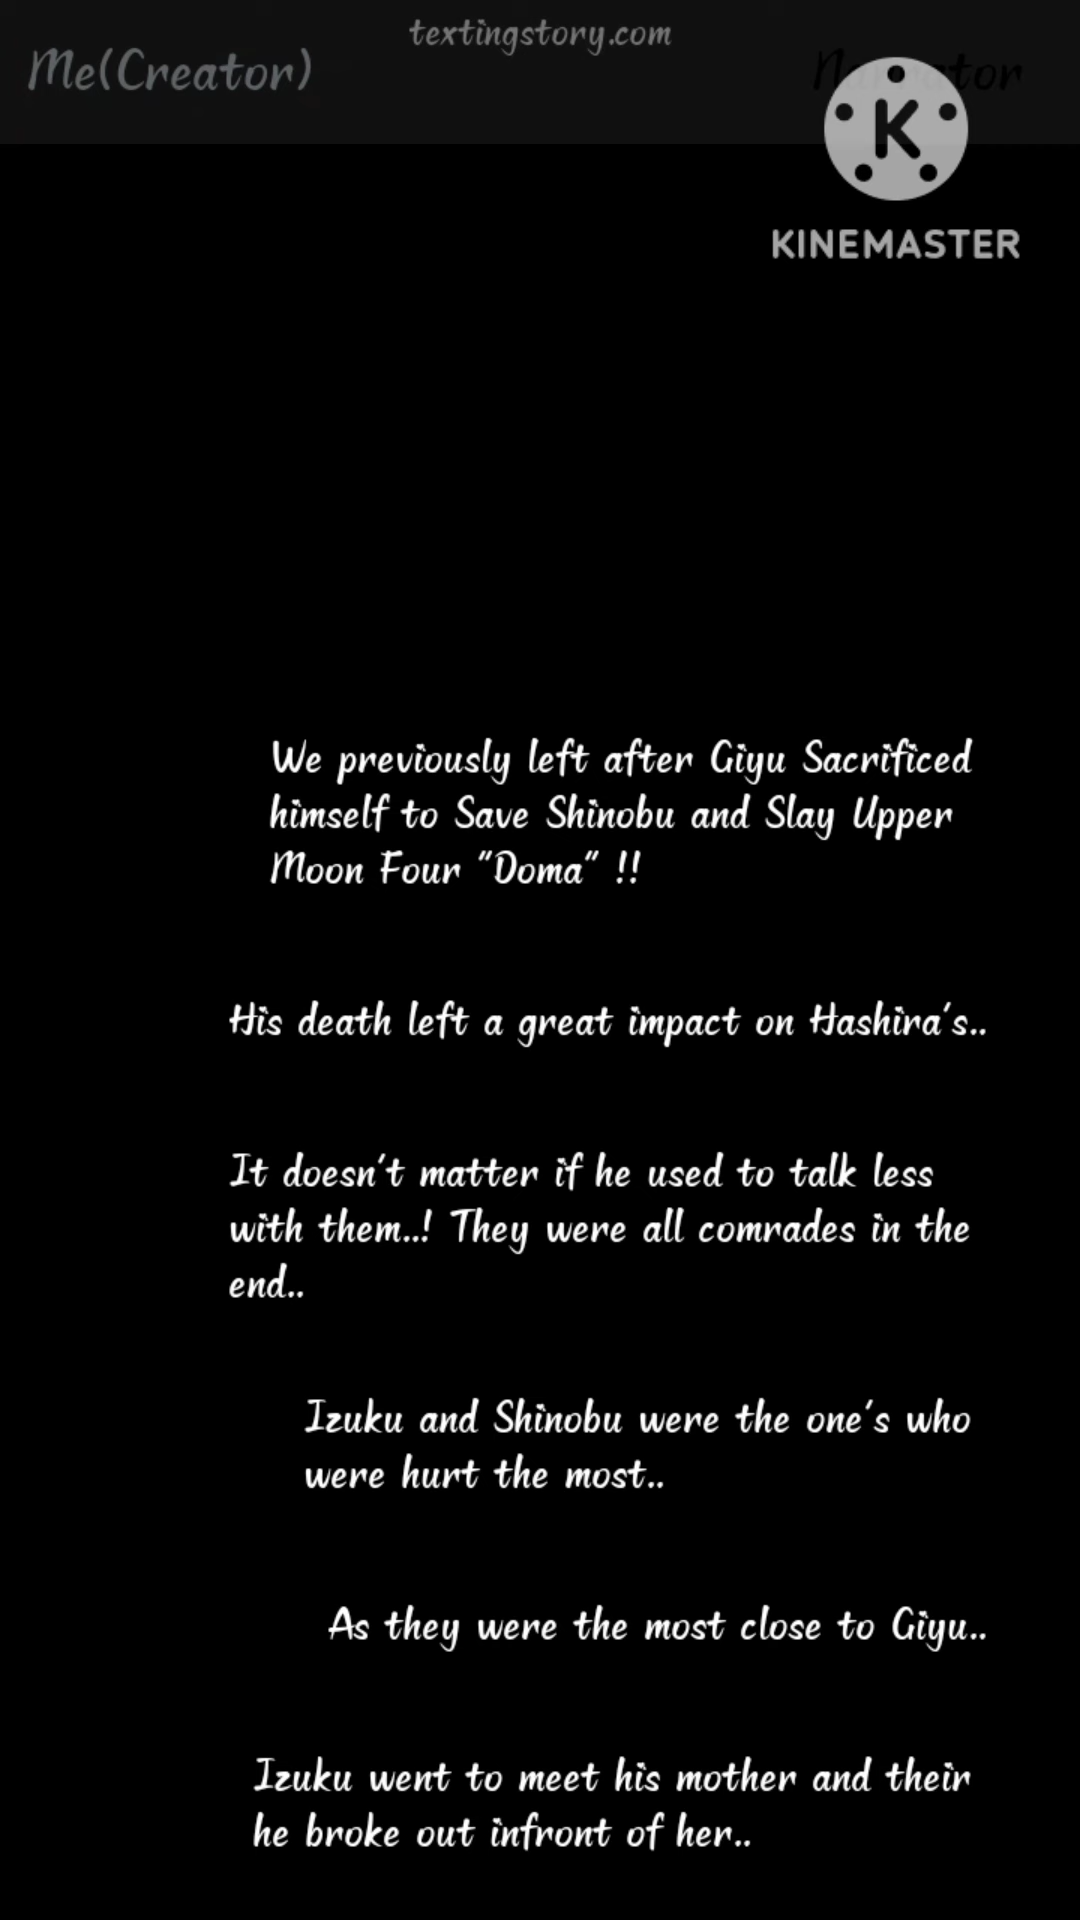 textingstory.com
Me(Creator)
Narrator
K
KINEMASTER
We previously left after Giyu Sacrificed
himself to Save Shinobu and Slay Upper
Moon Four "Doma" !!
His death left a great impact on Hashira's..
It doesn't matter if he used to talk less
with them..! They were all comrades in the
end..
Izuku and Shinobu were the one's who
were hurt the most..
As they were the most close to Giyu..
Izuku went to meet his mother and their
he broke out infront of her..